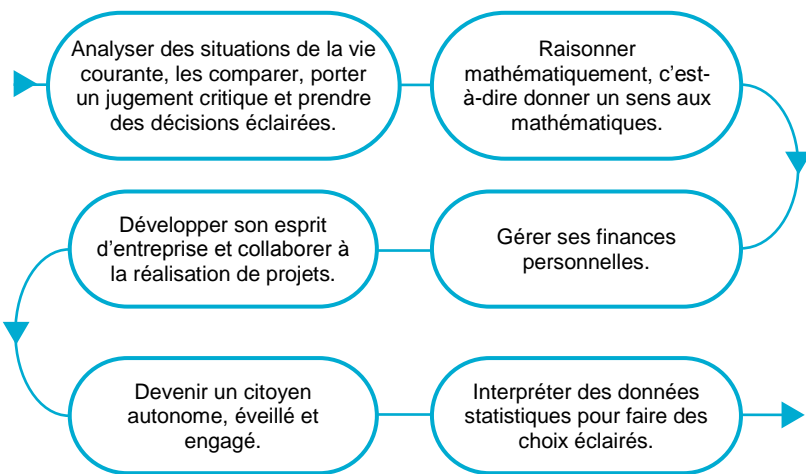 Analyser des situations de la vie
courante, les comparer, porter
un jugement critique et prendre
des décisions éclairées.
Raisonner
mathématiquement, c'est-
à-dire donner un sens aux
mathématiques.
Gérer ses finances
personnelles.
Développer son esprit
d'entreprise et collaborer à
la réalisation de projets.
Devenir un citoyen
autonome, éveillé et
engagé.
Interpréter des données
statistiques pour faire des
choix éclairés.